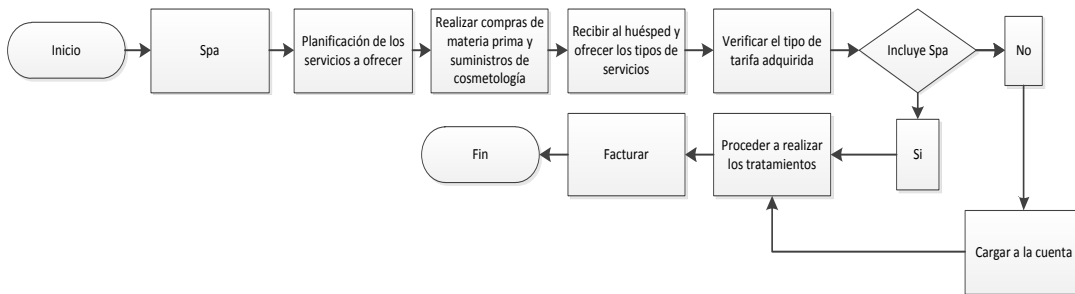 Inicio
Spa
Planificación de los
servicios a ofrecer
Realizar compras de
materia prima y
suministros de
cosmetología
Recibir al huésped y
ofrecer los tipos de
servicios
Verificar el tipo de
tarifa adquirida
Incluye Spa
No
Fin
Facturar
Proceder a realizar
los tratamientos
Si
Cargar a la cuenta